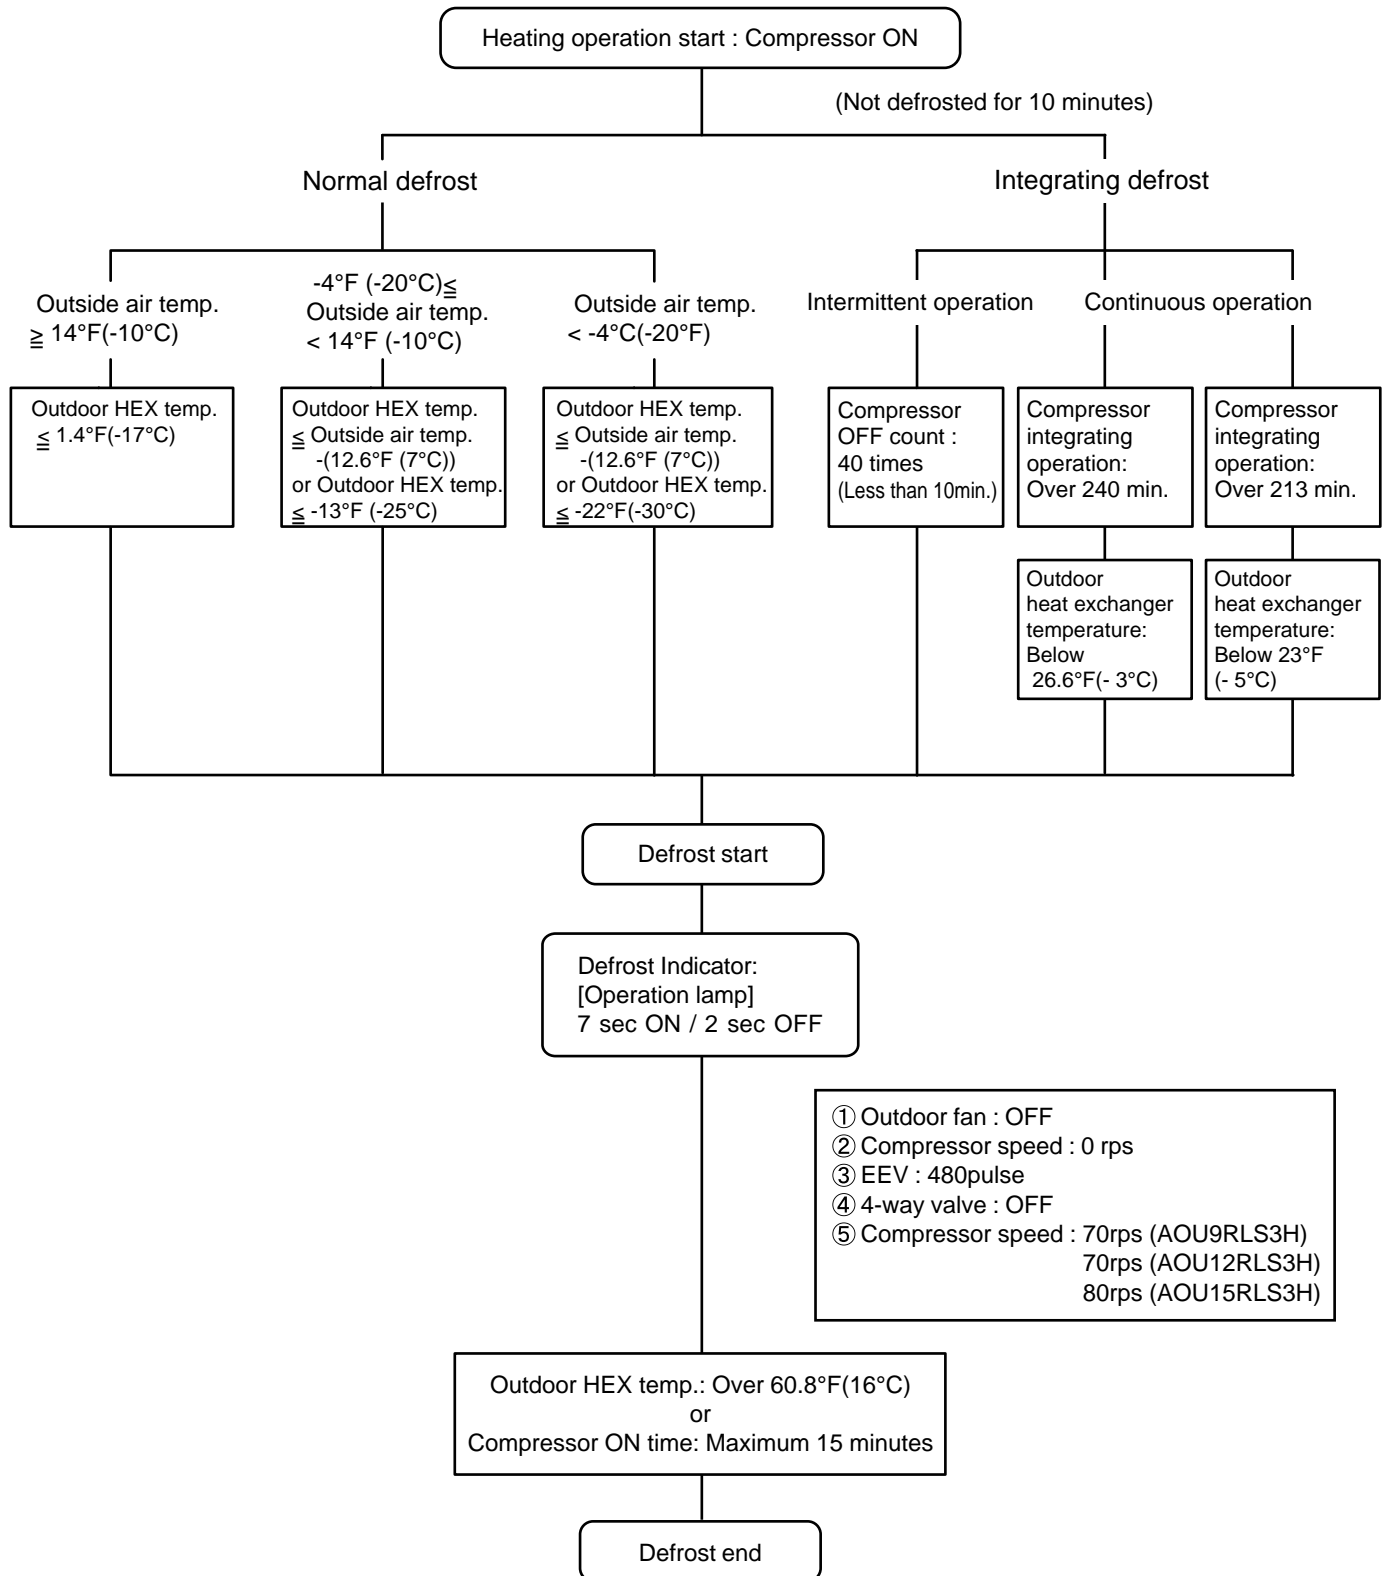 Heating operation start : Compressor ON
(Not defrosted for 10 minutes)
Normal defrost
Integrating defrost
Outside air temp.
≧ 14°F(-10°C)
-4°F (-20°C)≦
Outside air temp.
< 14°F (-10°C)
Outside air temp.
< -4°C(-20°F)
Intermittent operation
Continuous operation
Outdoor HEX temp.
≦ 1.4°F(-17°C)
Outdoor HEX temp.
≦ Outside air temp.
-(12.6°F (7°C))
or Outdoor HEX temp.
≦ -13°F (-25°C)
Outdoor HEX temp.
≦ Outside air temp.
-(12.6°F (7°C))
or Outdoor HEX temp.
≦ -22°F(-30°C)
Compressor
OFF count :
40 times
(Less than 10min.)
Compressor
integrating
operation:
Over 240 min.
Compressor
integrating
operation:
Over 213 min.
Outdoor
heat exchanger
temperature:
Below
26.6°F(- 3°C)
Outdoor
heat exchanger
temperature:
Below 23°F
(- 5°C)
Defrost start
Defrost Indicator:
[Operation lamp]
7 sec ON / 2 sec OFF
① Outdoor fan : OFF
② Compressor speed : 0 rps
③ EEV : 480pulse
④ 4-way valve : OFF
⑤ Compressor speed : 70rps (AOU9RLS3H)
70rps (AOU12RLS3H)
80rps (AOU15RLS3H)
Outdoor HEX temp.: Over 60.8°F(16°C)
or
Compressor ON time: Maximum 15 minutes
Defrost end